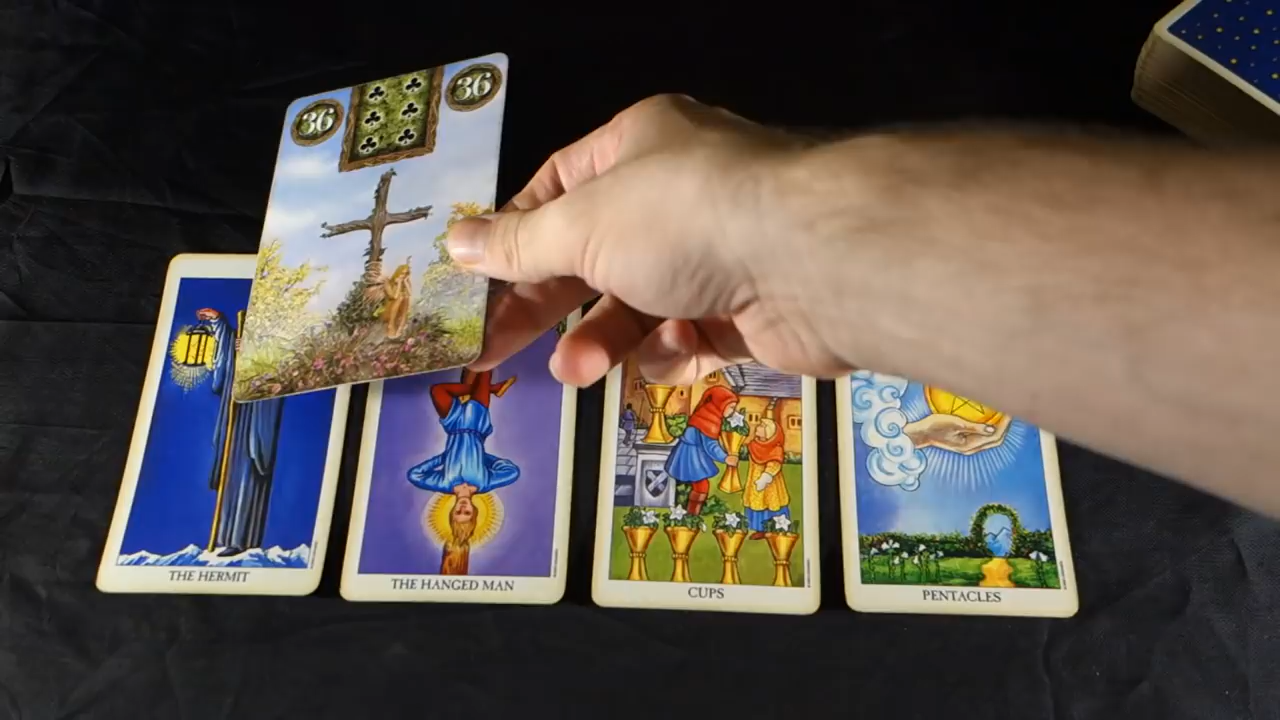 36 36
THE HERMIT
THE HANGED MAN
CUPS
PENTACLES